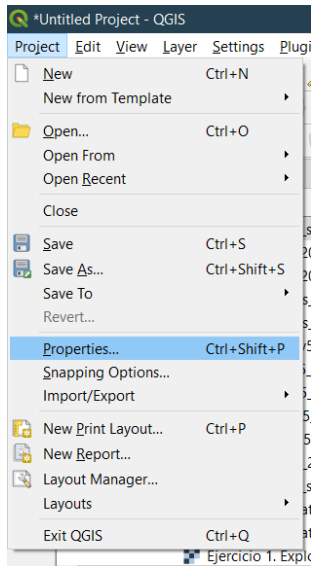 *Untitled Project - QGIS
Project Edit View Layer Settings Plugi
New Ctrl+N
New from Template
Open... Ctrl+O
Open From
Open Recent
Close
Save Ctrl+S
Save As... Ctrl+Shift+S
Save To
Revert...
Properties... Ctrl+Shift+P
Snapping Options...
Import/Export
New Print Layout... Ctrl+P
New Report...
Layout Manager...
Layouts
Exit QGIS Ctrl+Q
Ejercicio 1. Explo